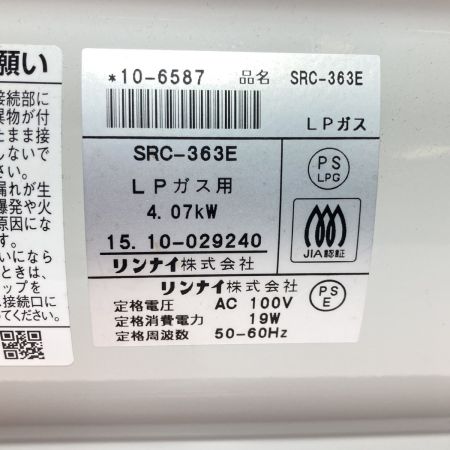 願い
接続部に
異物が付
たまま接
しないで
さい。
漏れが生
爆発や火
原因にな
す。
いになら
ときは、
ップを
接続口に
てください。
*10-6587 品名 SRC-363E
LPガス
SRC-363E
LPガス用
4.07kW
15.10-029240
リンナイ株式会社
PS
LPG
JIA認証
リンナイ株式会社
定格電圧 AC 100V
定格消費電力 19W
定格周波数 50-60Hz
PS
E